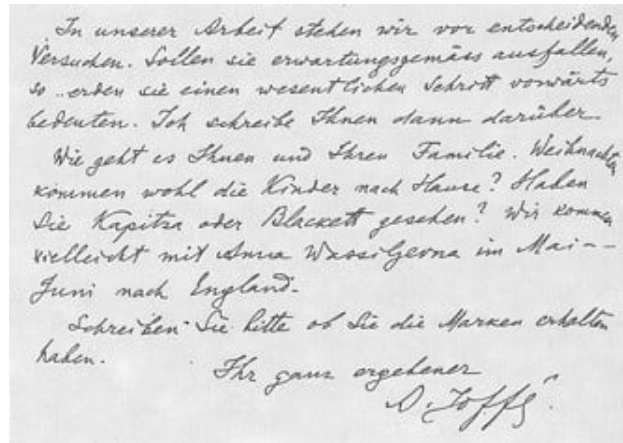 In unserer Arbeit stehen wir vor entscheidenden
Versuchen. Sollen sie erwartungsgemäss ausfallen,
so ..erden sie einen wesentlichen Schritt vorwärts
bedeuten. Ich schreibe Ihnen dann darüber.
Wie geht es Ihnen und Ihrer Familie. Weihnachten
kommen wohl die Kinder nach Hause? Haben
Sie Kapitza oder Blackett gesehen? Wir kommen
vielleicht mit Anna Wassiljevna im Mai--
Juni nach England.
Schreiben Sie bitte ob Sie die Marken erhalten
haben.
Ihr ganz ergebener
A. Joffé.